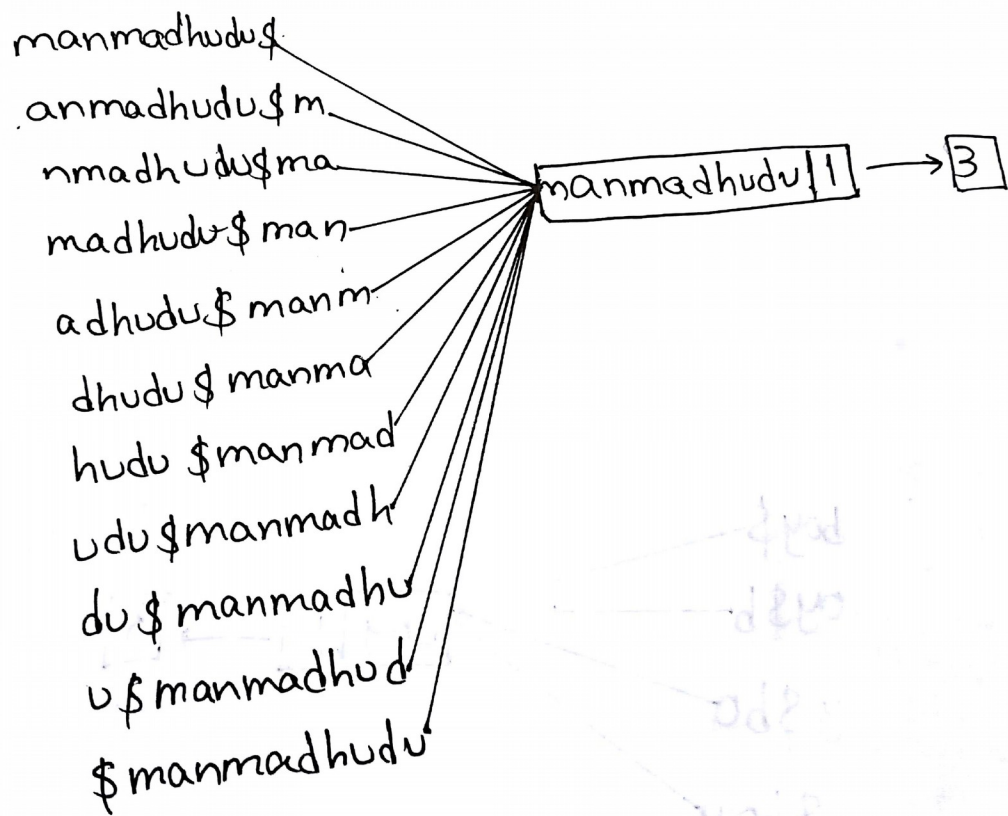 manmadhudu$
anmadhudu$m
nmadhudu$ma
manmadhudu 1 → 3
madhudu$man
adhudu$manm
dhudu$manma
hudu $manmad
udu $manmadh
du $manmadhu
u$manmadhud
$manmadhudu